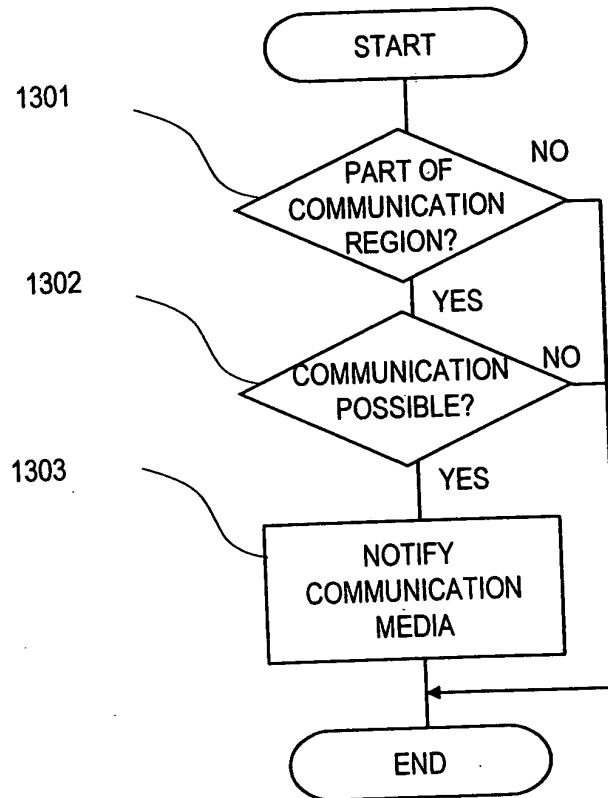 START
1301
NO
PART OF
COMMUNICATION
REGION?
1302
YES
NO
COMMUNICATION
POSSIBLE?
1303
YES
NOTIFY
COMMUNICATION
MEDIA
END